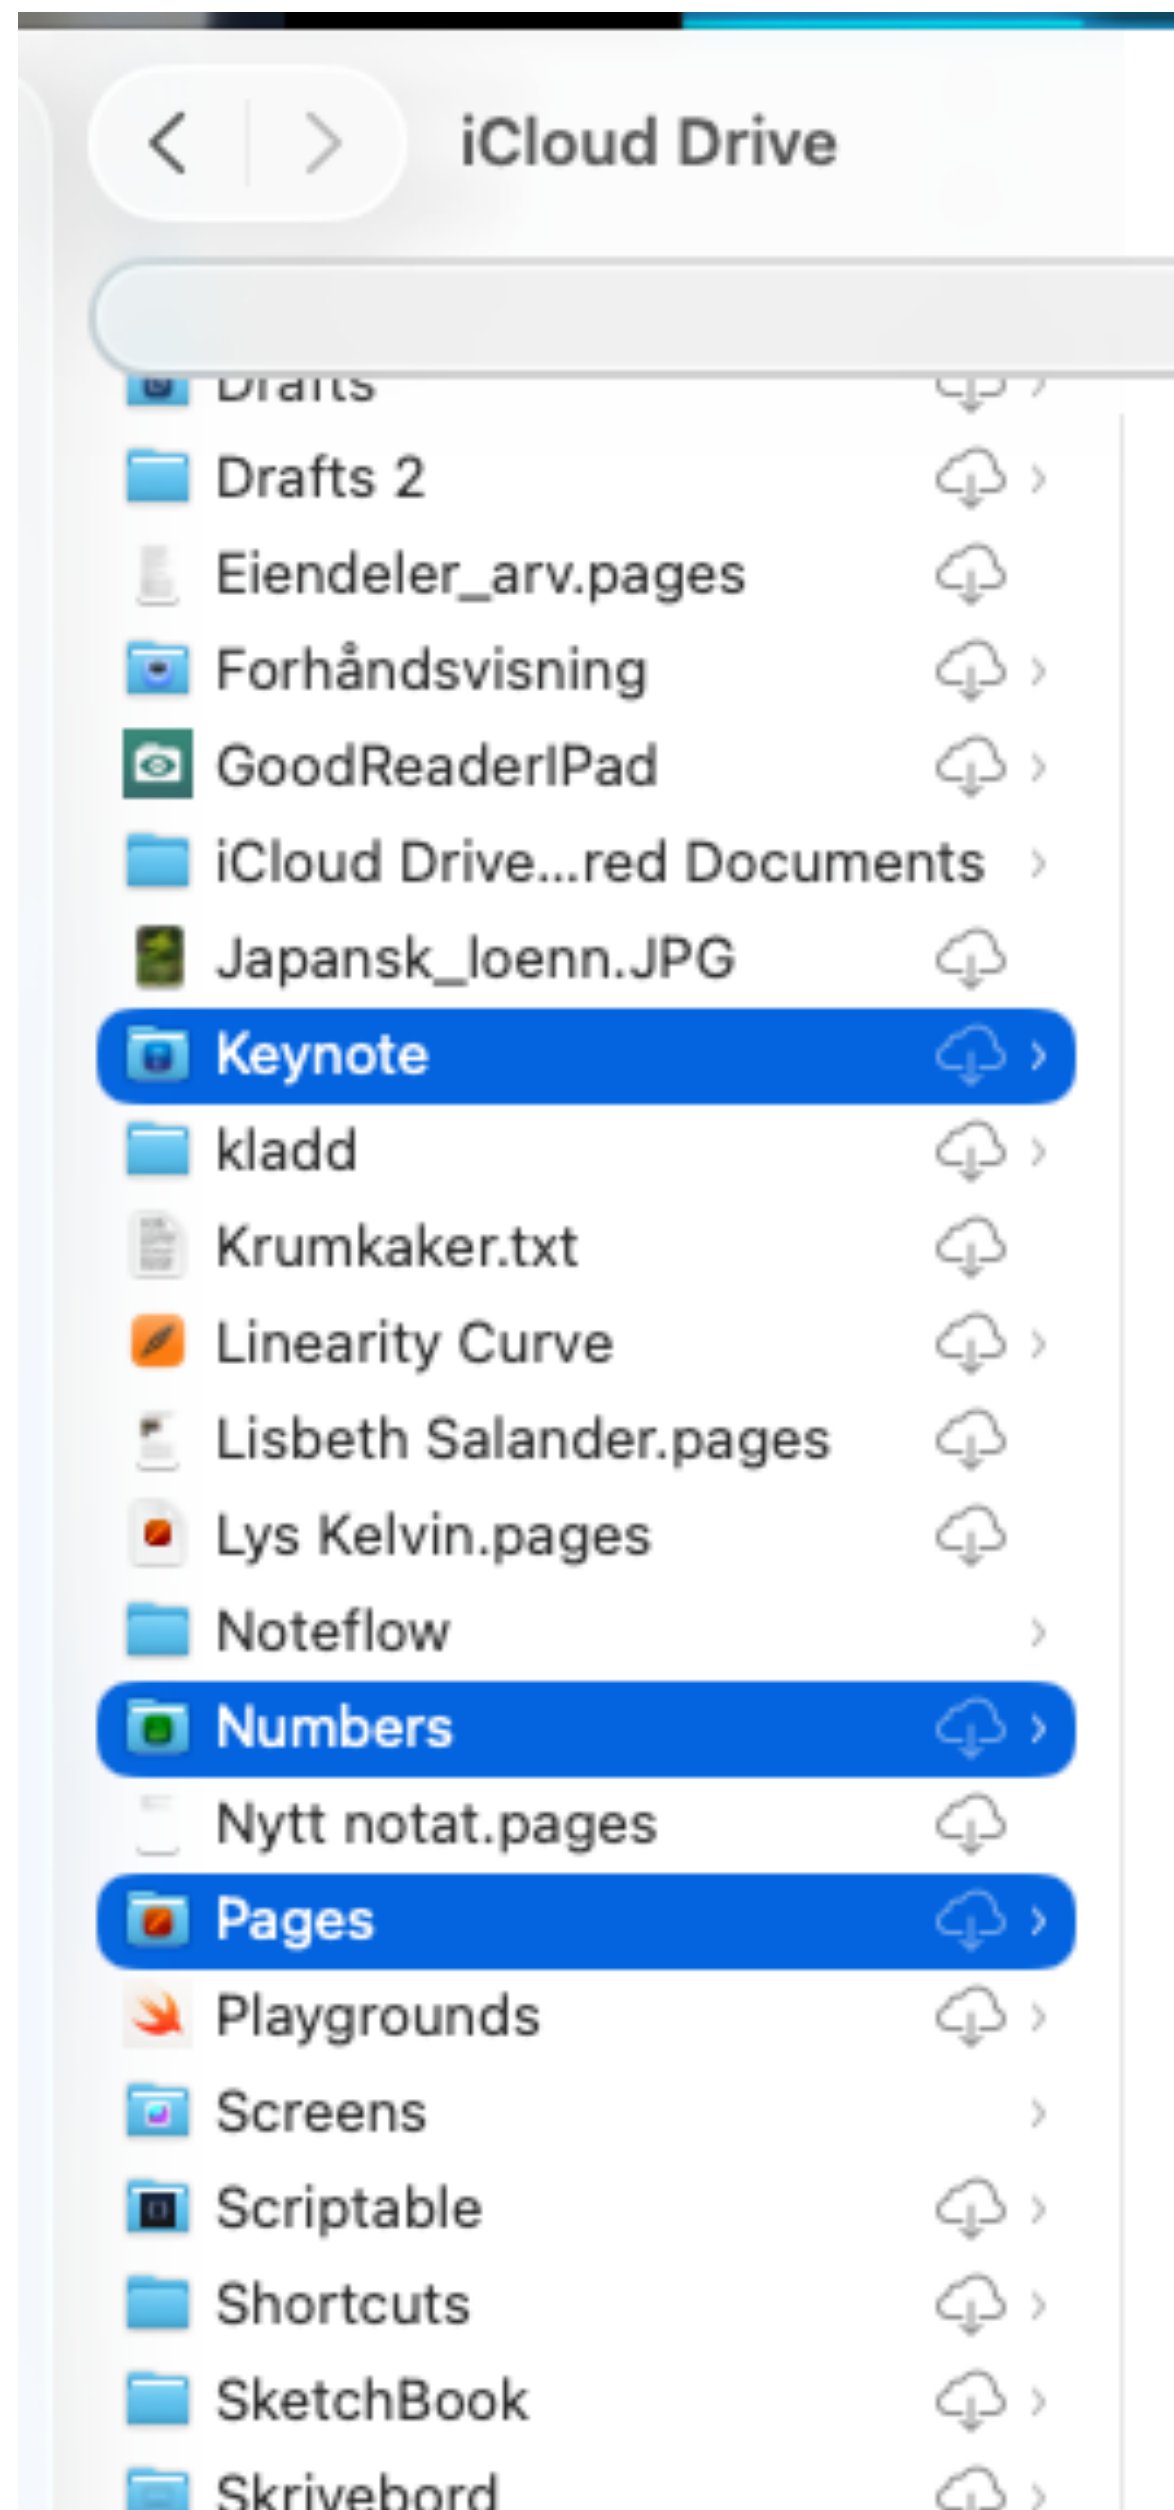 iCloud Drive
Drafts
Drafts 2
Eiendeler_arv.pages
Forhåndsvisning
GoodReaderIPad
iCloud Drive...red Documents
Japansk_loenn.JPG
Keynote
kladd
Krumkaker.txt
Linearity Curve
Lisbeth Salander.pages
Lys Kelvin.pages
Noteflow
Numbers
Nytt notat.pages
Pages
Playgrounds
Screens
Scriptable
Shortcuts
SketchBook
Skrivebord